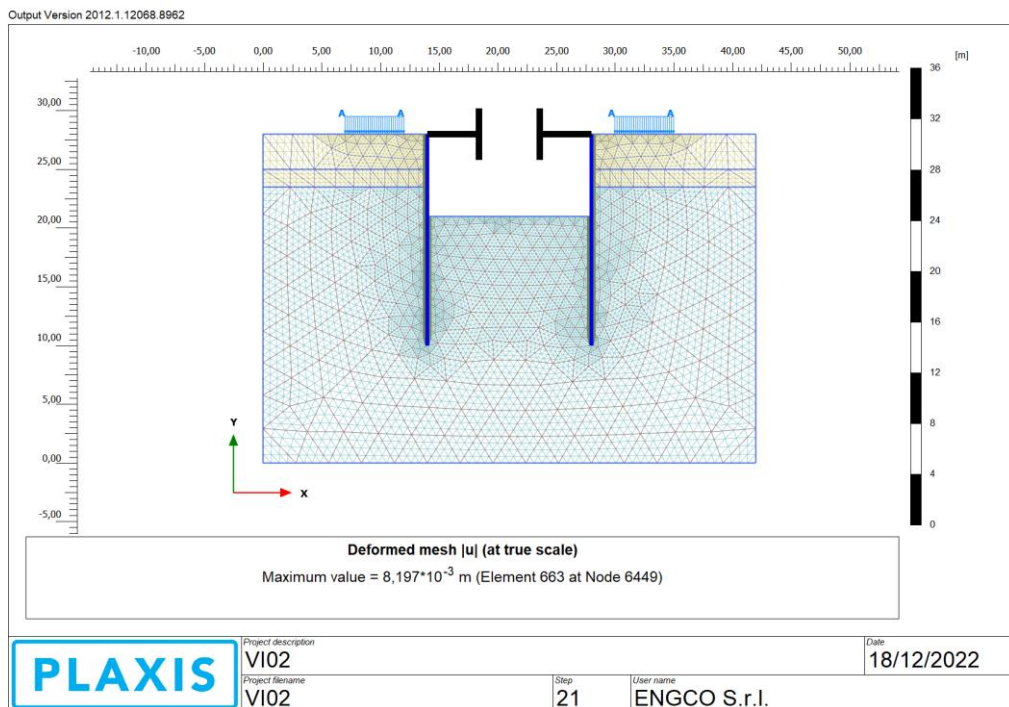 Output Version 2012.1.12068.8962
-10,00 -5,00 0,00 5,00 10,00 15,00 20,00 25,00 30,00 35,00 40,00 45,00 50,00
[m]
36
32
28
24
20
16
12
8
4
0
30,00
25,00
20,00
15,00
10,00
5,00
0,00
-5,00
A A A A
Y
X
Deformed mesh |u| (at true scale)
Maximum value = 8,197*10-3 m (Element 663 at Node 6449)
PLAXIS
Project description
VI02
Date
18/12/2022
Project filename
VI02
Step
21
User name
ENGCO S.r.l.